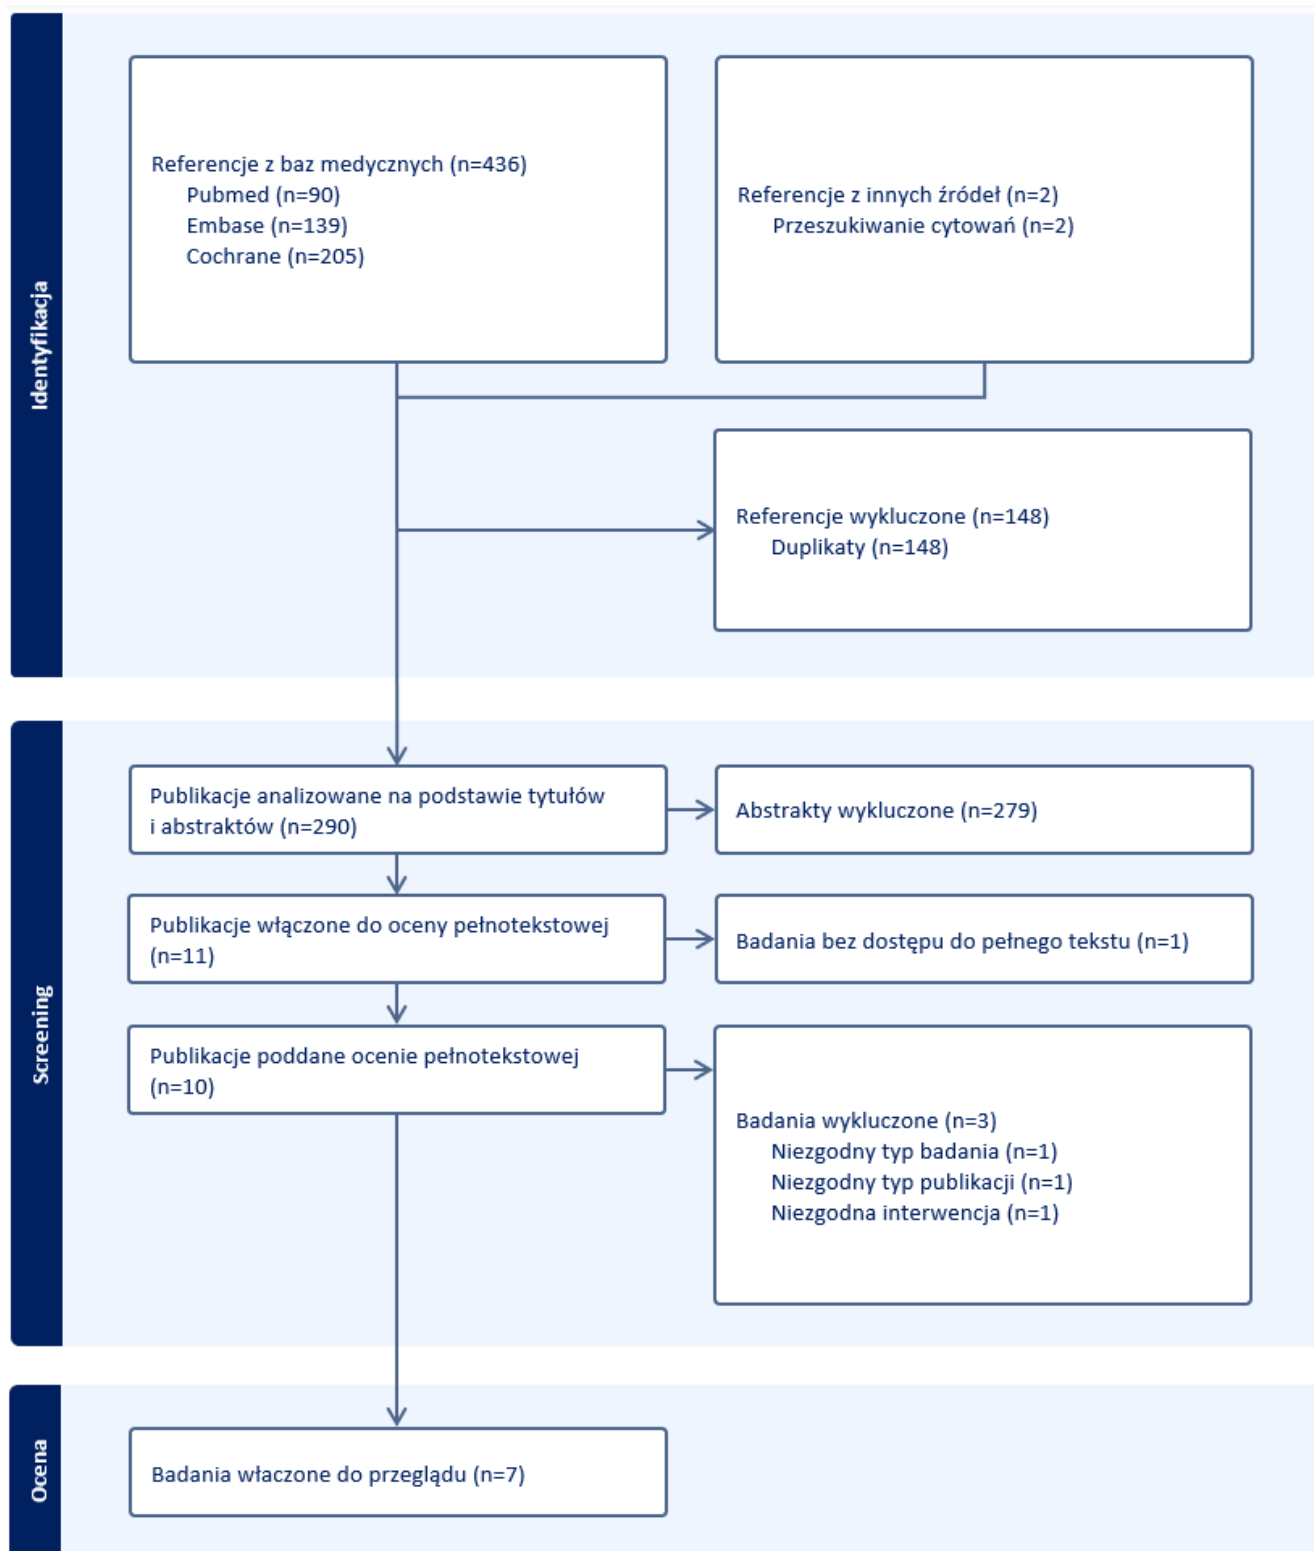 Identyfikacja
Referencje z baz medycznych (n=436)
Pubmed (n=90)
Embase (n=139)
Cochrane (n=205)
Referencje z innych źródeł (n=2)
Przeszukiwanie cytowań (n=2)
Referencje wykluczone (n=148)
Duplikaty (n=148)
Screening
Publikacje analizowane na podstawie tytułów
i abstraktów (n=290)
Abstrakty wykluczone (n=279)
Publikacje włączone do oceny pełnotekstowej
(n=11)
Badania bez dostępu do pełnego tekstu (n=1)
Publikacje poddane ocenie pełnotekstowej
(n=10)
Badania wykluczone (n=3)
Niezgodny typ badania (n=1)
Niezgodny typ publikacji (n=1)
Niezgodna interwencja (n=1)
Ocena
Badania właczone do przeglądu (n=7)